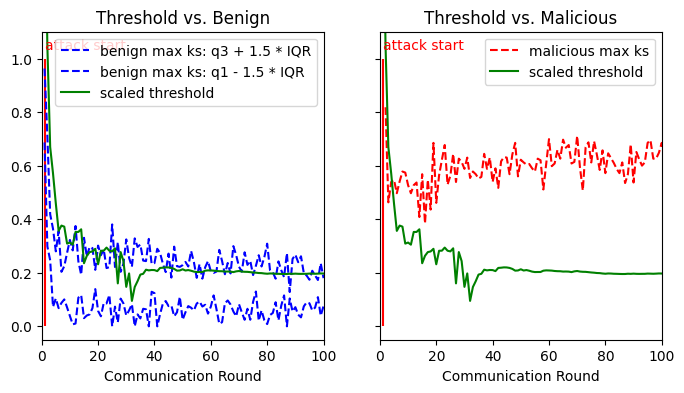 Threshold vs. Benign
Threshold vs. Malicious
attack start
benign max ks: q3 + 1.5 * IQR
benign max ks: q1 - 1.5 * IQR
scaled threshold
attack start
malicious max ks
scaled threshold
1.0
0.8
0.6
0.4
0.2
0.0
0 20 40 60 80 100
0 20 40 60 80 100
Communication Round
Communication Round